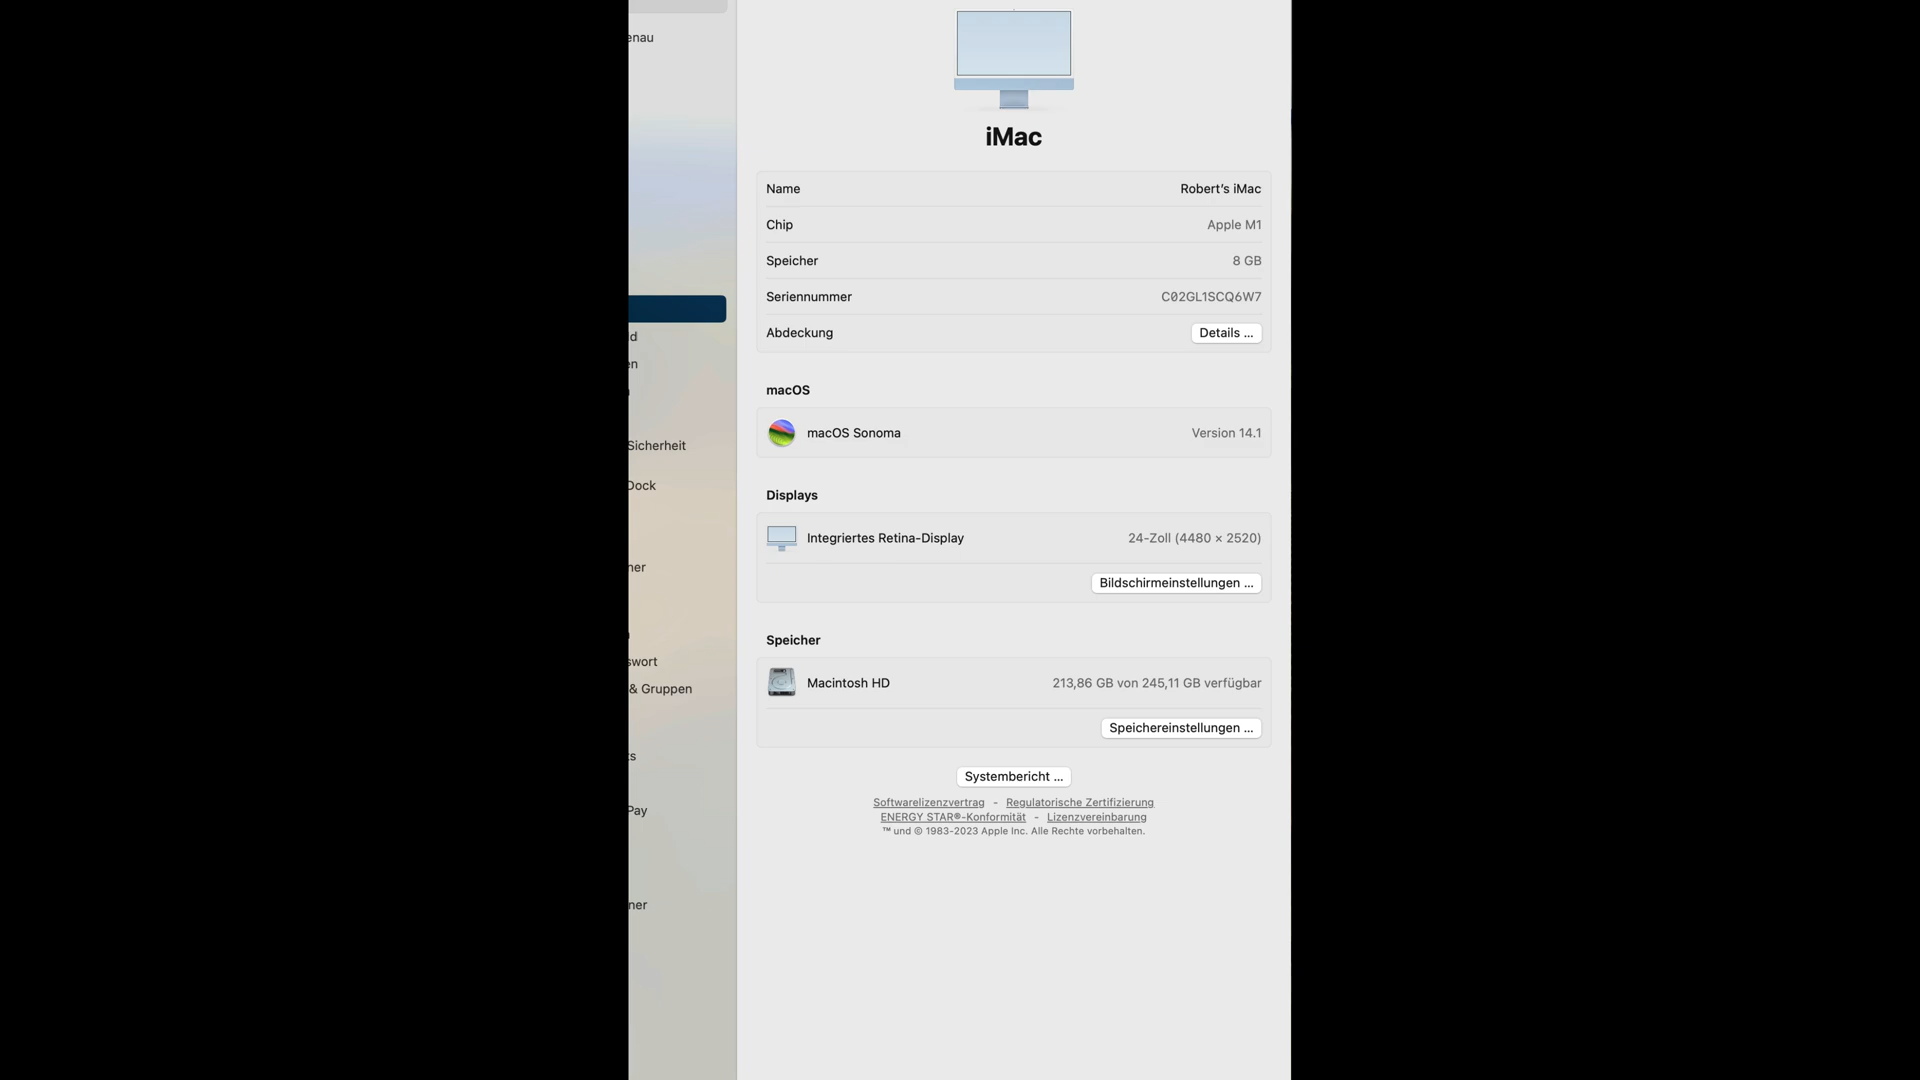 enau
iMac
Name Robert’s iMac
Chip Apple M1
Speicher 8 GB
Seriennummer C02GL1SCQ6W7
Abdeckung Details ...
macOS
macOS Sonoma Version 14.1
Displays
Integriertes Retina-Display 24-Zoll (4480 × 2520)
Bildschirmeinstellungen ...
Speicher
Macintosh HD 213,86 GB von 245,11 GB verfügbar
Speichereinstellungen ...
Systembericht ...
Softwarelizenzvertrag - Regulatorische Zertifizierung
ENERGY STAR®-Konformität - Lizenzvereinbarung
™ und © 1983-2023 Apple Inc. Alle Rechte vorbehalten.
Sicherheit
Dock
ner
swort
& Gruppen
Pay
ner